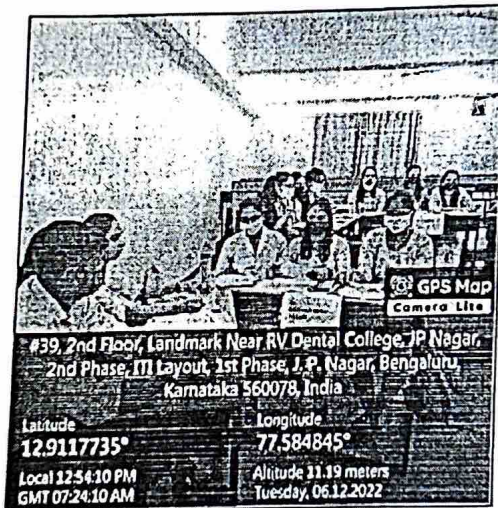 GPS Map
Camera Lite
#39, 2nd Floor, Landmark Near RV Dental College, JP Nagar,
2nd Phase, III Layout, 1st Phase, J. P. Nagar, Bengaluru,
Karnataka 560078, India
Latitude
12.9117735°
Longitude
77.584845°
Local 12:54:10 PM
GMT 07:24:10 AM
Altitude 11.19 meters
Tuesday, 06.12.2022